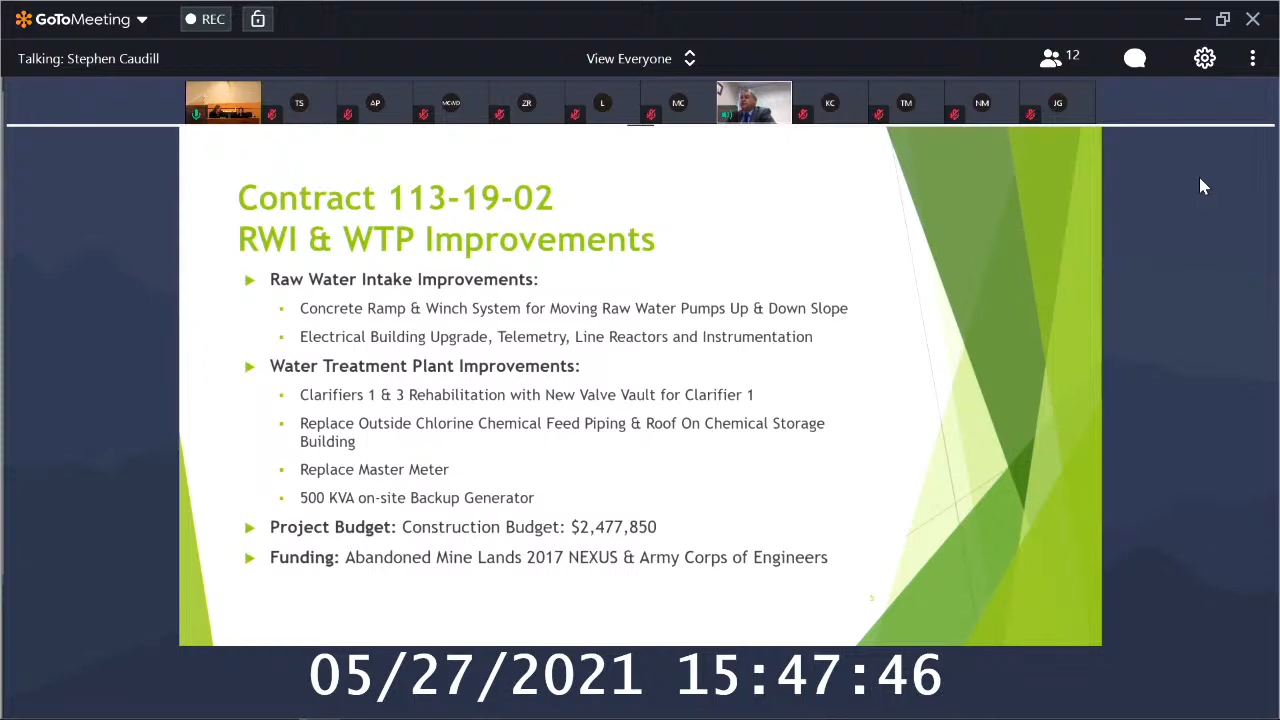 GoToMeeting
REC
Talking: Stephen Caudill
View Everyone
12
TS
AP
MCWD
ZR
L
MC
KC
TM
NM
JG
Contract 113-19-02
RWI & WTP Improvements
Raw Water Intake Improvements:
Concrete Ramp & Winch System for Moving Raw Water Pumps Up & Down Slope
Electrical Building Upgrade, Telemetry, Line Reactors and Instrumentation
Water Treatment Plant Improvements:
Clarifiers 1 & 3 Rehabilitation with New Valve Vault for Clarifier 1
Replace Outside Chlorine Chemical Feed Piping & Roof On Chemical Storage
Building
Replace Master Meter
500 KVA on-site Backup Generator
Project Budget: Construction Budget: $2,477,850
Funding: Abandoned Mine Lands 2017 NEXUS & Army Corps of Engineers
5
05/27/2021 15:47:46